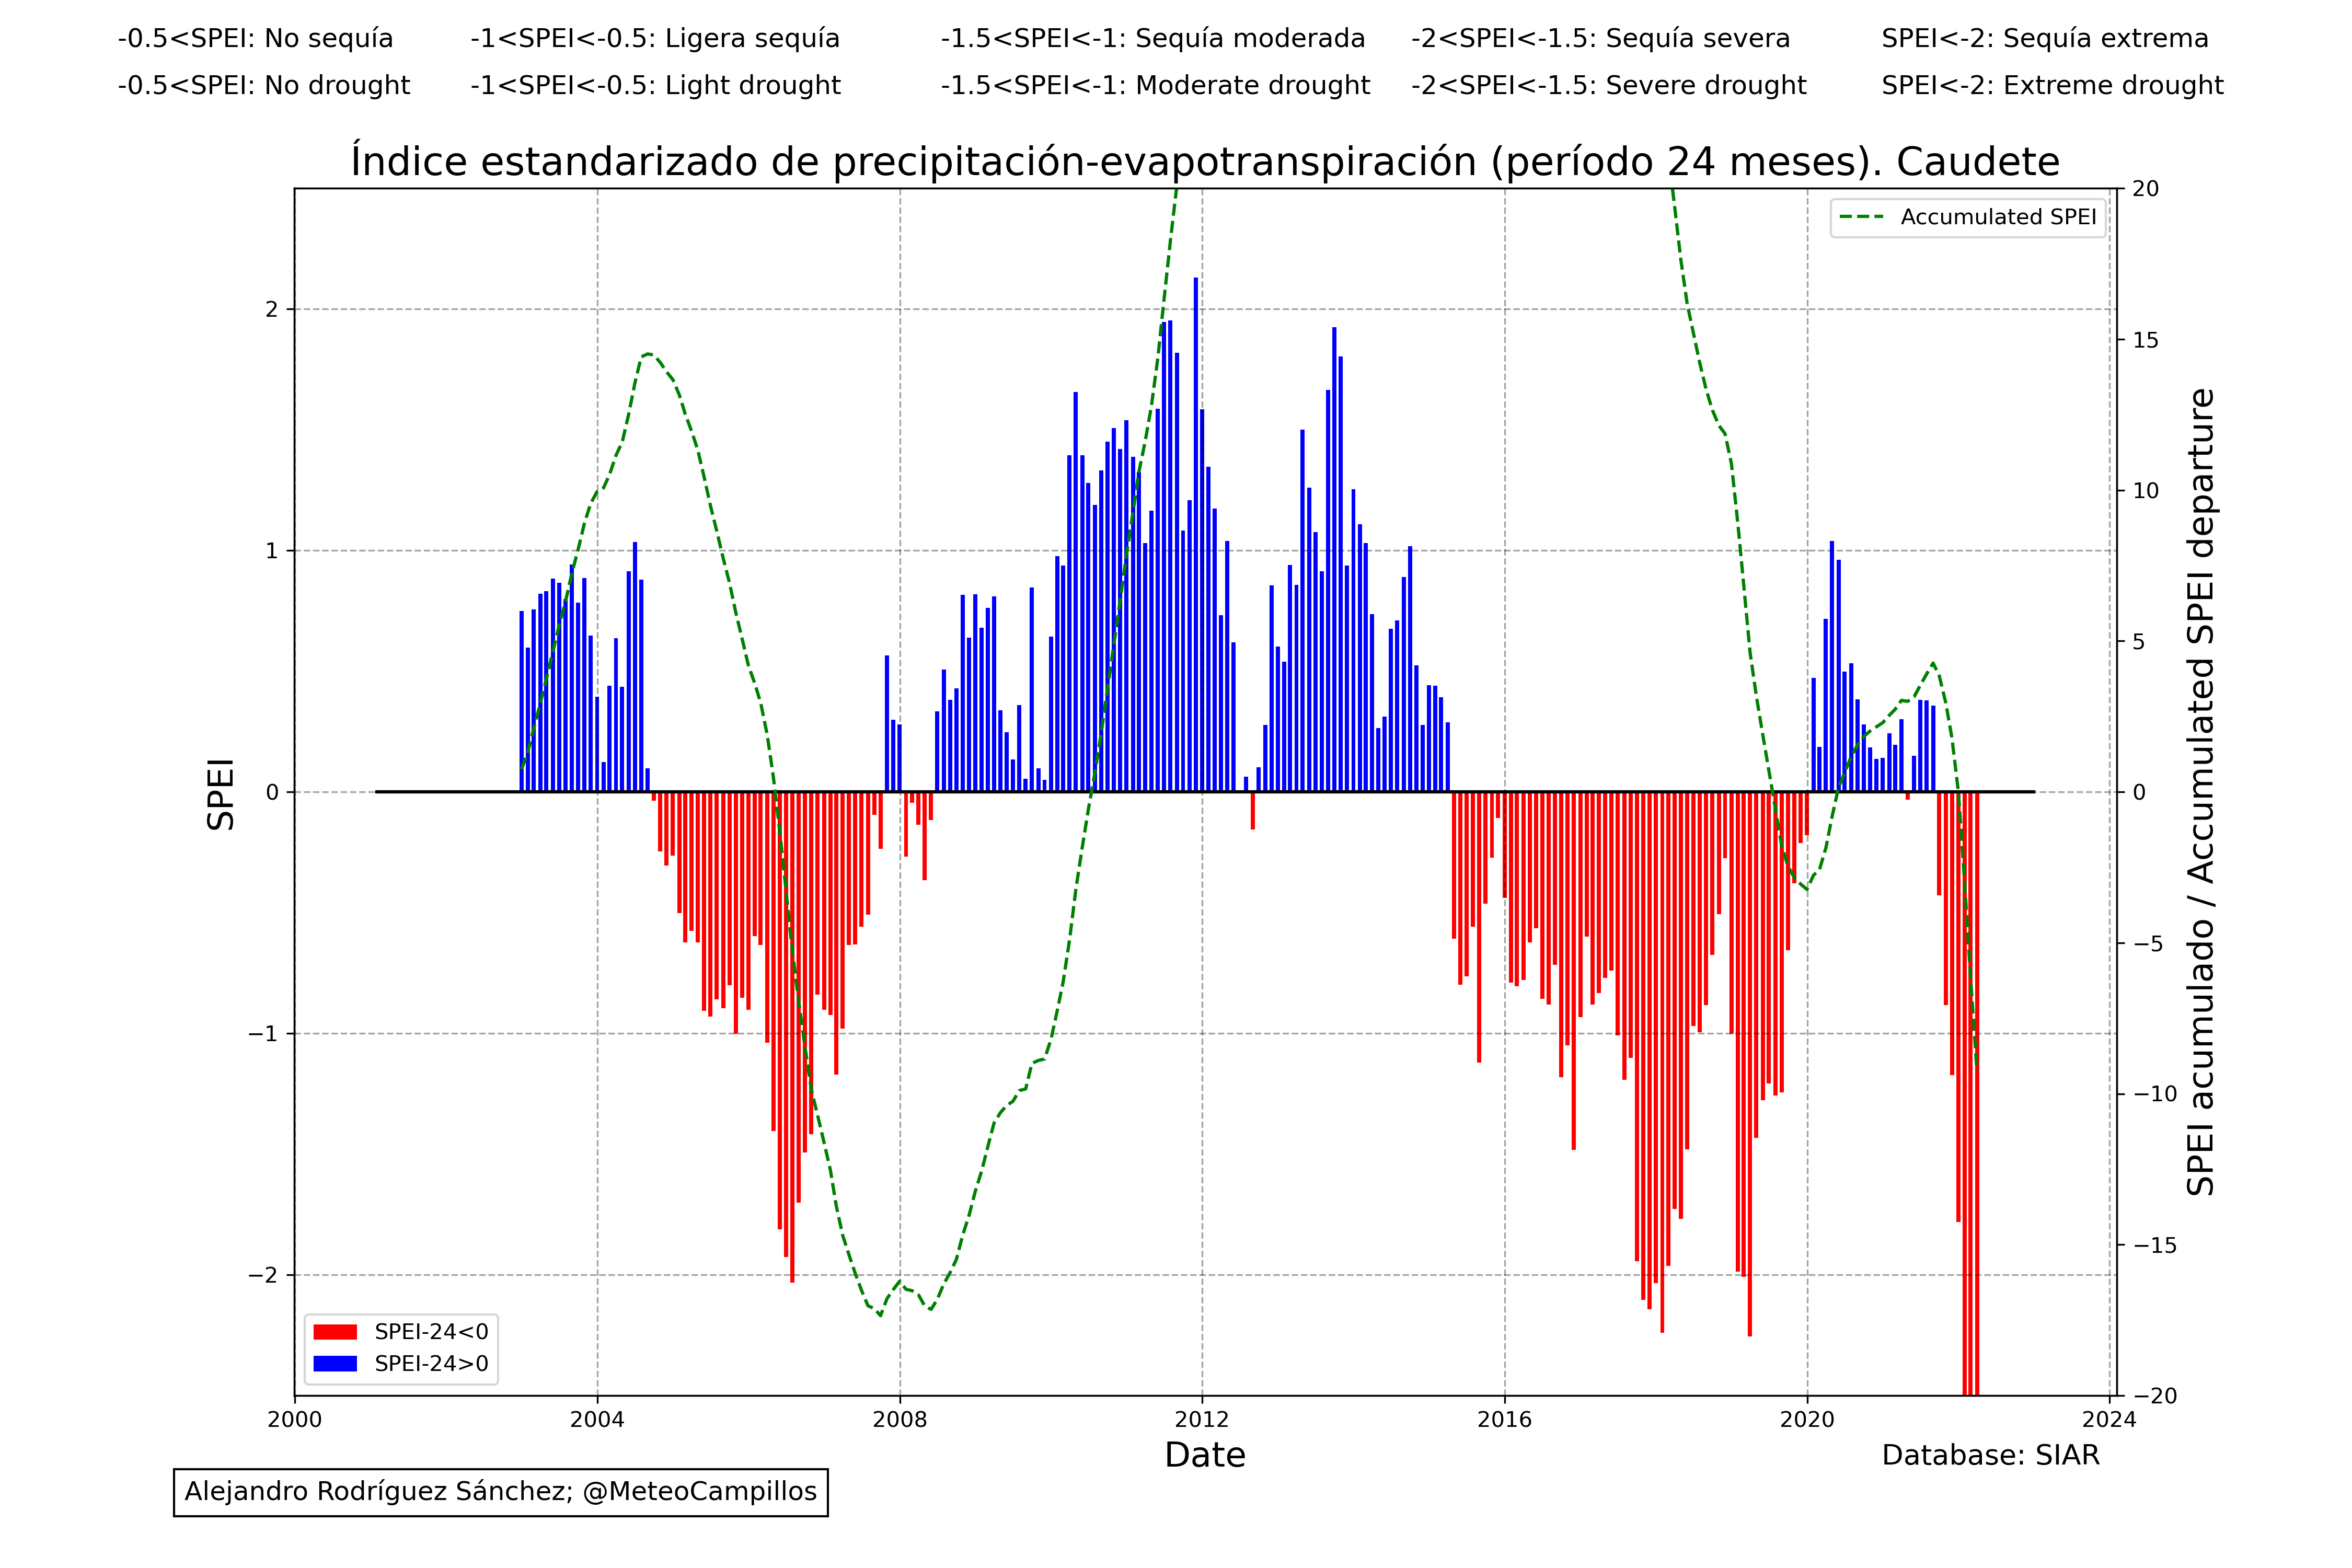 -0.5<SPEI: No sequía -1<SPEI<-0.5: Ligera sequía -1.5<SPEI<-1: Sequía moderada -2<SPEI<-1.5: Sequía severa SPEI<-2: Sequía extrema
-0.5<SPEI: No drought -1<SPEI<-0.5: Light drought -1.5<SPEI<-1: Moderate drought -2<SPEI<-1.5: Severe drought SPEI<-2: Extreme drought
Índice estandarizado de precipitación-evapotranspiración (período 24 meses). Caudete
Accumulated SPEI
SPEI
2
1
0
−1
−2
20
15
10
5
0
−5
−10
−15
−20
SPEI acumulado / Accumulated SPEI departure
SPEI-24<0
SPEI-24>0
2000 2004 2008 2012 2016 2020 2024
Date
Database: SIAR
Alejandro Rodríguez Sánchez; @MeteoCampillos